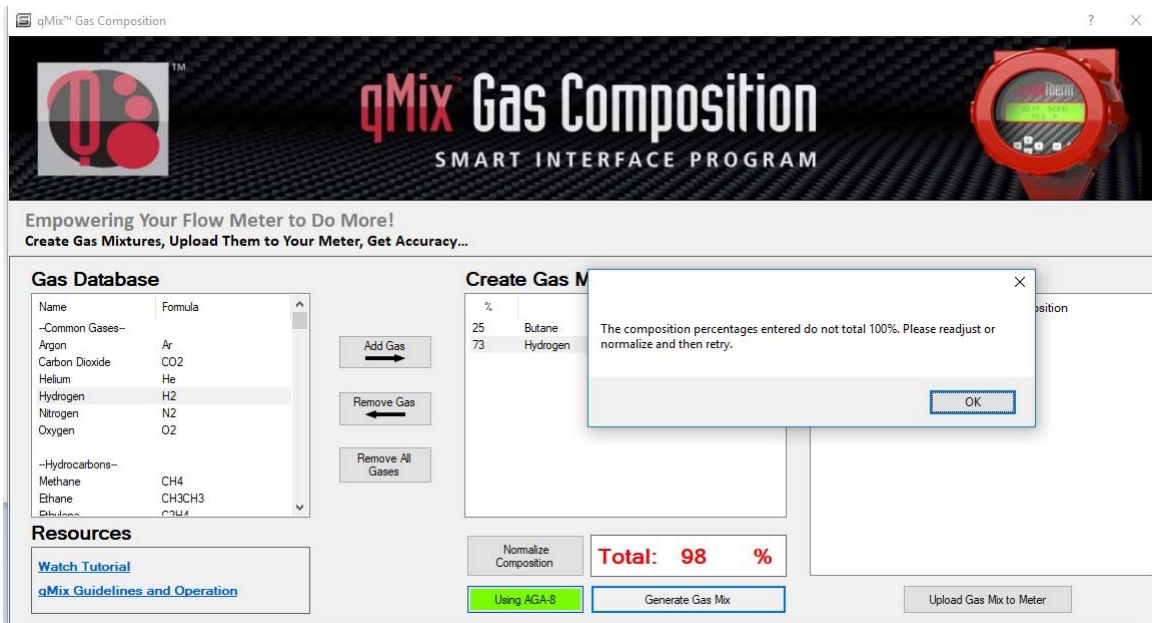 qMix™ Gas Composition
?
TM
qMix™ Gas Composition
SMART INTERFACE PROGRAM
Therm
Empowering Your Flow Meter to Do More!
Create Gas Mixtures, Upload Them to Your Meter, Get Accuracy...
Gas Database
Name Formula
--Common Gases--
Argon Ar
Carbon Dioxide CO2
Helium He
Hydrogen H2
Nitrogen N2
Oxygen O2
--Hydrocarbons--
Methane CH4
Ethane CH3CH3
Ethylene C2H4
Add Gas
Remove Gas
Remove All
Gases
Create Gas M
%
25 Butane
73 Hydrogen
The composition percentages entered do not total 100%. Please readjust or
normalize and then retry.
OK
osition
Resources
Watch Tutorial
qMix Guidelines and Operation
Normalize
Composition
Total: 98 %
Using AGA-8
Generate Gas Mix
Upload Gas Mix to Meter